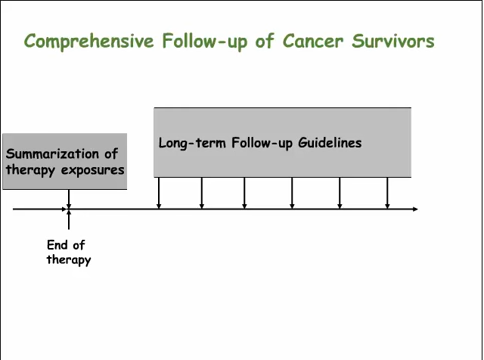 Comprehensive Follow-up of Cancer Survivors
Summarization of
therapy exposures
Long-term Follow-up Guidelines
End of
therapy